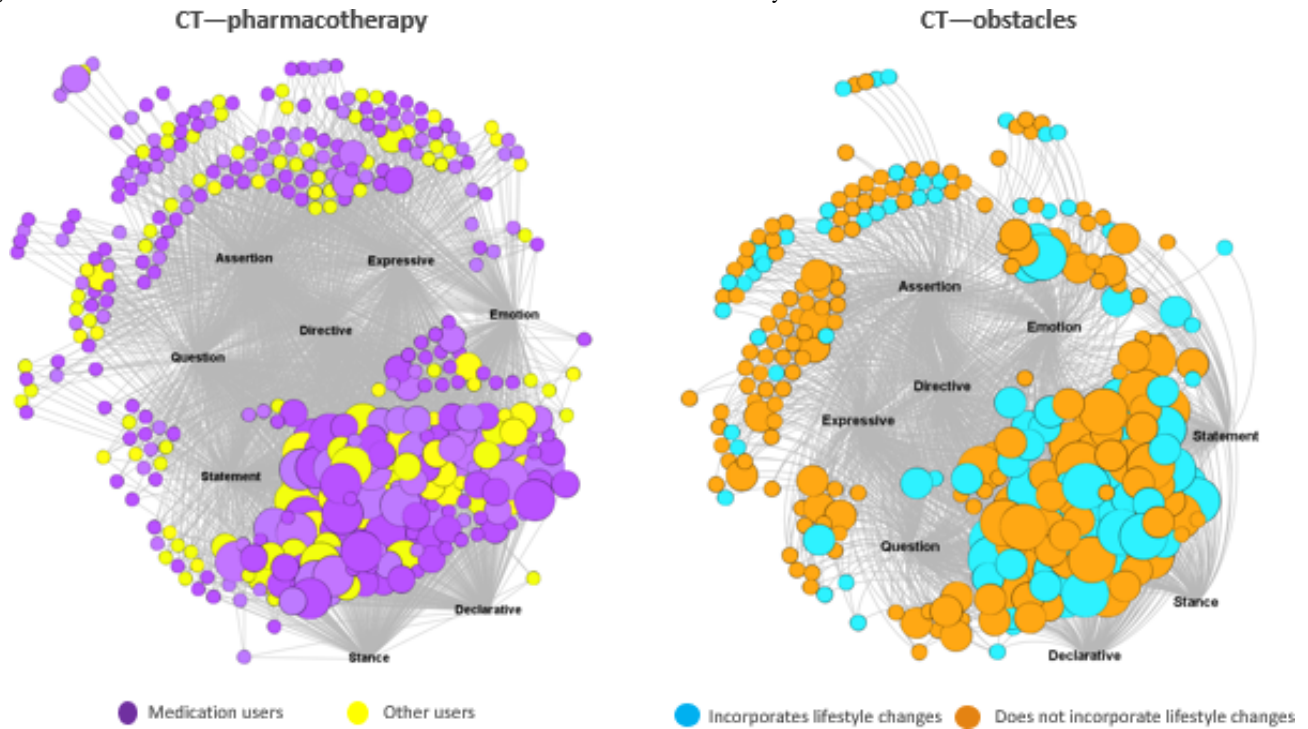 CT—pharmacotherapy
Assertion
Expressive
Emotion
Directive
Question
Statement
Declarative
Stance
Medication users
Other users
CT—obstacles
Assertion
Emotion
Directive
Expressive
Statement
Question
Stance
Declarative
Incorporates lifestyle changes
Does not incorporate lifestyle changes